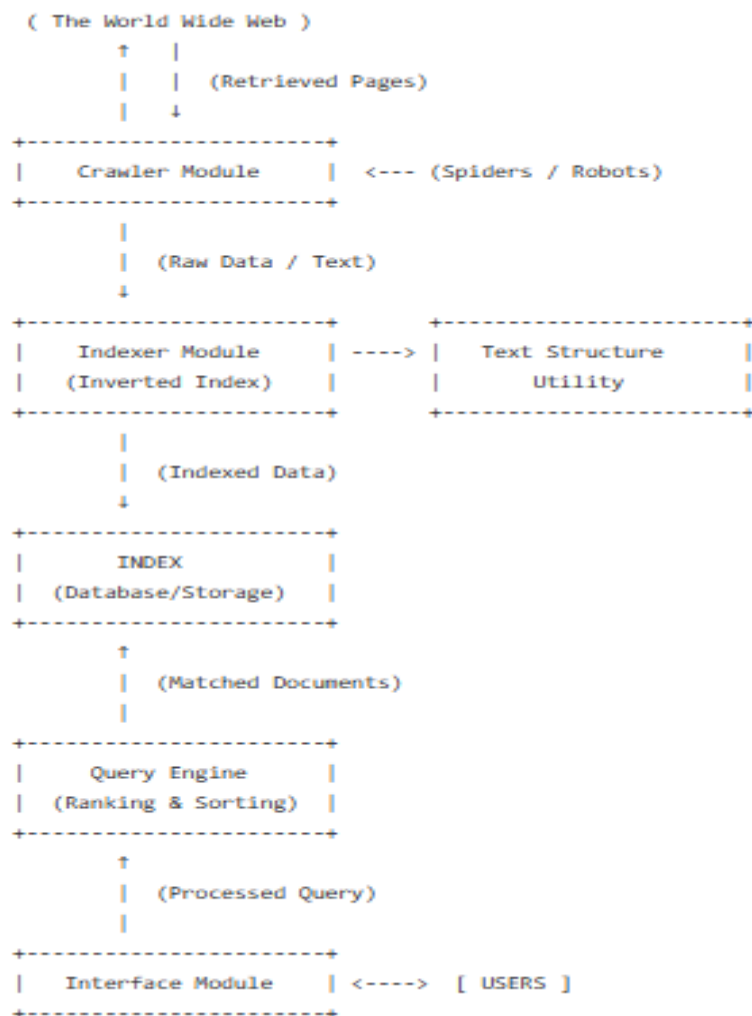 ( The World Wide Web )
(Retrieved Pages)
Crawler Module <--- (Spiders / Robots)
(Raw Data / Text)
Indexer Module ----> Text Structure
(Inverted Index) Utility
(Indexed Data)
INDEX
(Database/Storage)
(Matched Documents)
Query Engine
(Ranking & Sorting)
(Processed Query)
Interface Module <----> [ USERS ]